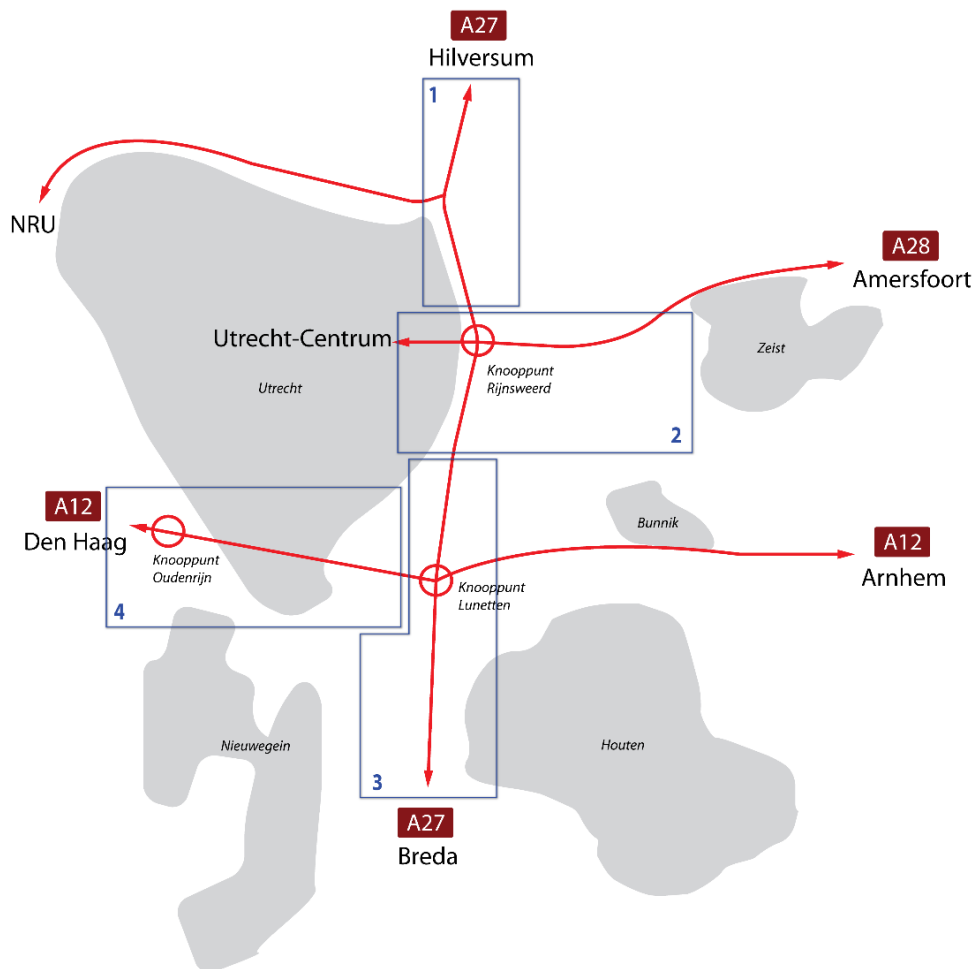 A27
Hilversum
1
NRU
A28
Amersfoort
Utrecht-Centrum
Knooppunt
Rijnsweerd
Zeist
Utrecht
2
A12
Den Haag
Knooppunt
Oudenrijn
4
Bunnik
A12
Arnhem
Knooppunt
Lunetten
Nieuwegein
Houten
3
A27
Breda